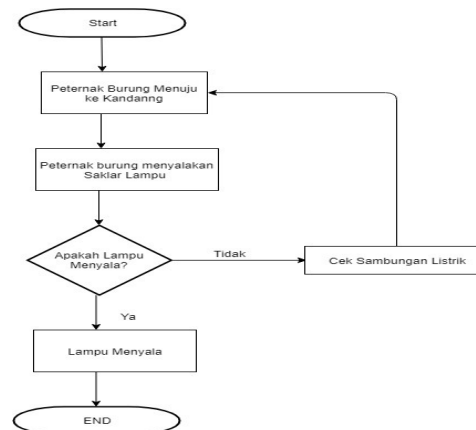 Start
Peternak Burung Menuju
ke Kandanng
Peternak burung menyalakan
Saklar Lampu
Apakah Lampu
Menyala?
Tidak
Cek Sambungan Listrik
Ya
Lampu Menyala
END